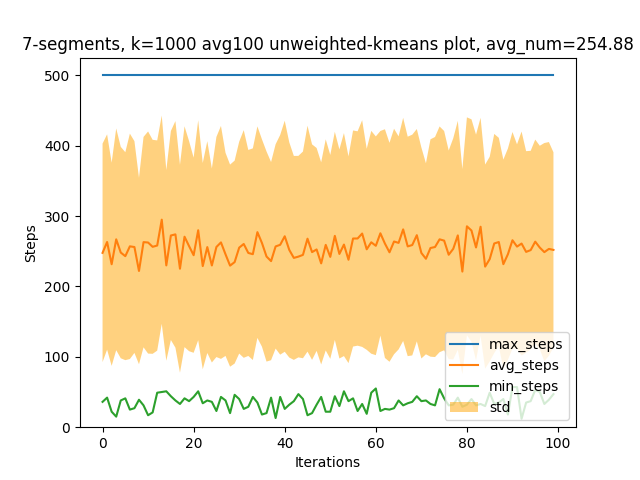 7-segments, k=1000 avg100 unweighted-kmeans plot, avg_num=254.88
500
400
300
200
100
0
Steps
max_steps
avg_steps
min_steps
std
0 20 40 60 80 100
Iterations